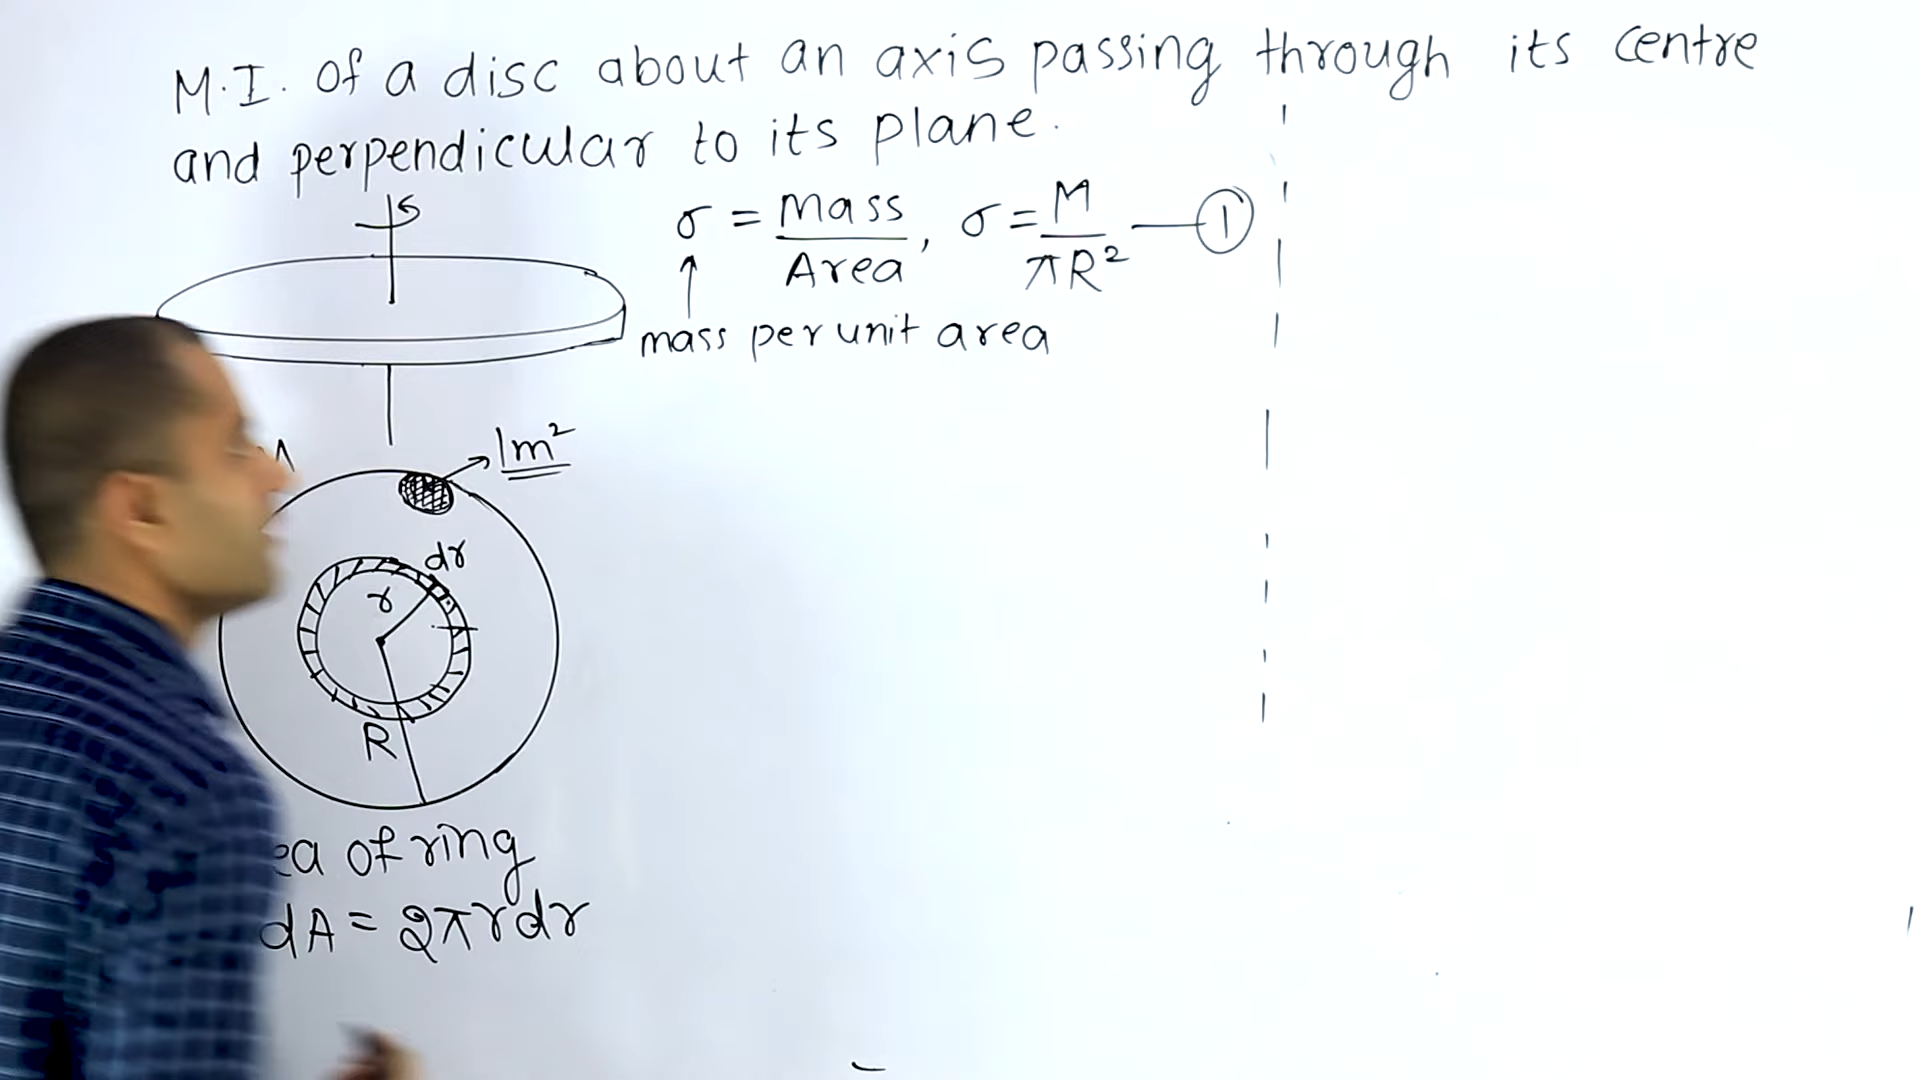 M.I. of a disc about an axis passing through its centre
and perpendicular to its plane.
σ = Mass / Area , σ = M / πR² — ①
↑
mass per unit area
1m²
dr
r
R
of ring
dA = 2πrdr